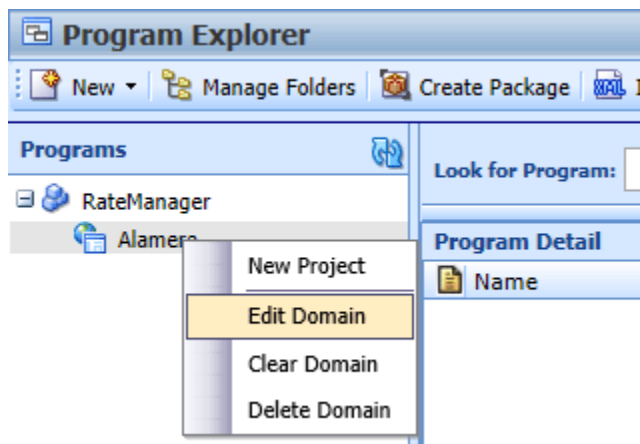 Program Explorer
New
Manage Folders
Create Package
XML
Programs
Look for Program:
RateManager
Program Detail
Name
New Project
Edit Domain
Clear Domain
Delete Domain